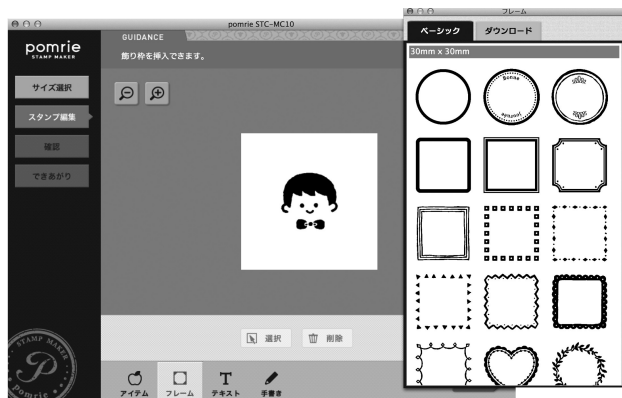 pomrie STC-MC10
pomrie
STAMP MAKER
GUIDANCE
飾り枠を挿入できます。
サイズ選択
スタンプ編集
確認
できあがり
選択
削除
アイテム
フレーム
テキスト
手書き
STAMP MAKER
pomrie
フレーム
ベーシック
ダウンロード
30mm x 30mm